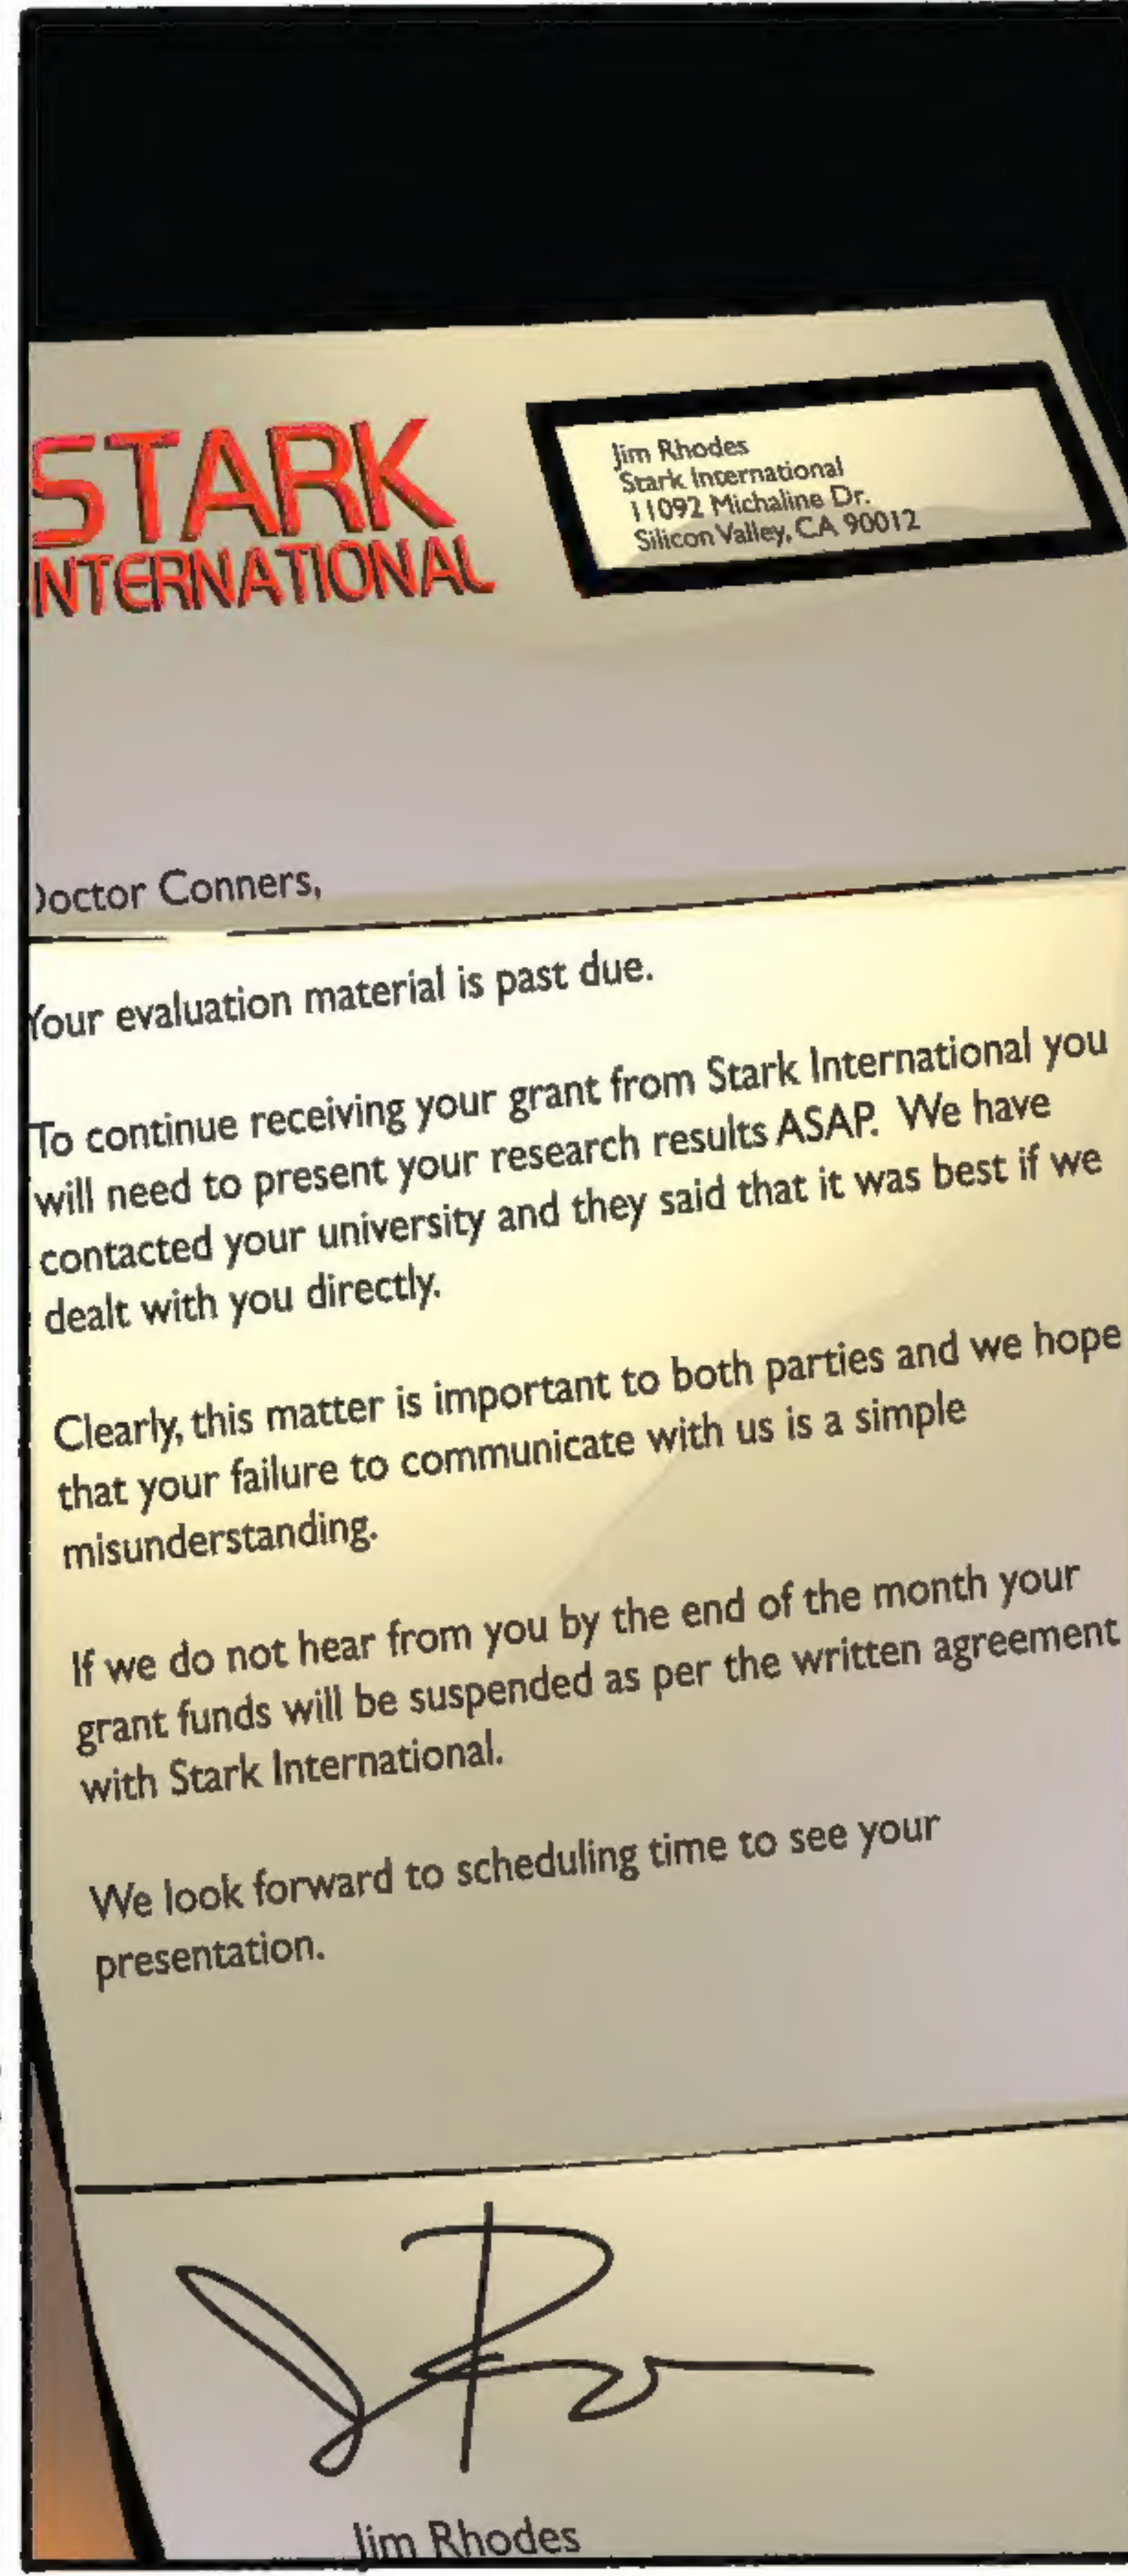 STARK
INTERNATIONAL
Jim Rhodes
Stark International
11092 Michaline Dr.
Silicon Valley, CA 90012
Doctor Conners,
Your evaluation material is past due.
To continue receiving your grant from Stark International you
will need to present your research results ASAP. We have
contacted your university and they said that it was best if we
dealt with you directly.
Clearly, this matter is important to both parties and we hope
that your failure to communicate with us is a simple
misunderstanding.
If we do not hear from you by the end of the month your
grant funds will be suspended as per the written agreement
with Stark International.
We look forward to scheduling time to see your
presentation.
Jim Rhodes